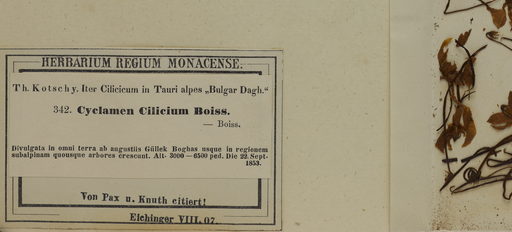 HERBARIUM REGIUM MONACENSE.
Th. Kotschy. Iter Cilicicum in Tauri alpes „Bulgar Dagh.“
342. Cyclamen Cilicium Boiss.
— Boiss.
Divulgata in omni terra ab angustiis Güllek Boghas usque in regionem
subalpinam quousque arbores crescunt. Alt- 3000 — 6500 ped. Die 22. Sept.
1853.
Von Pax u. Knuth citiert!
Eichinger VIII. 07.